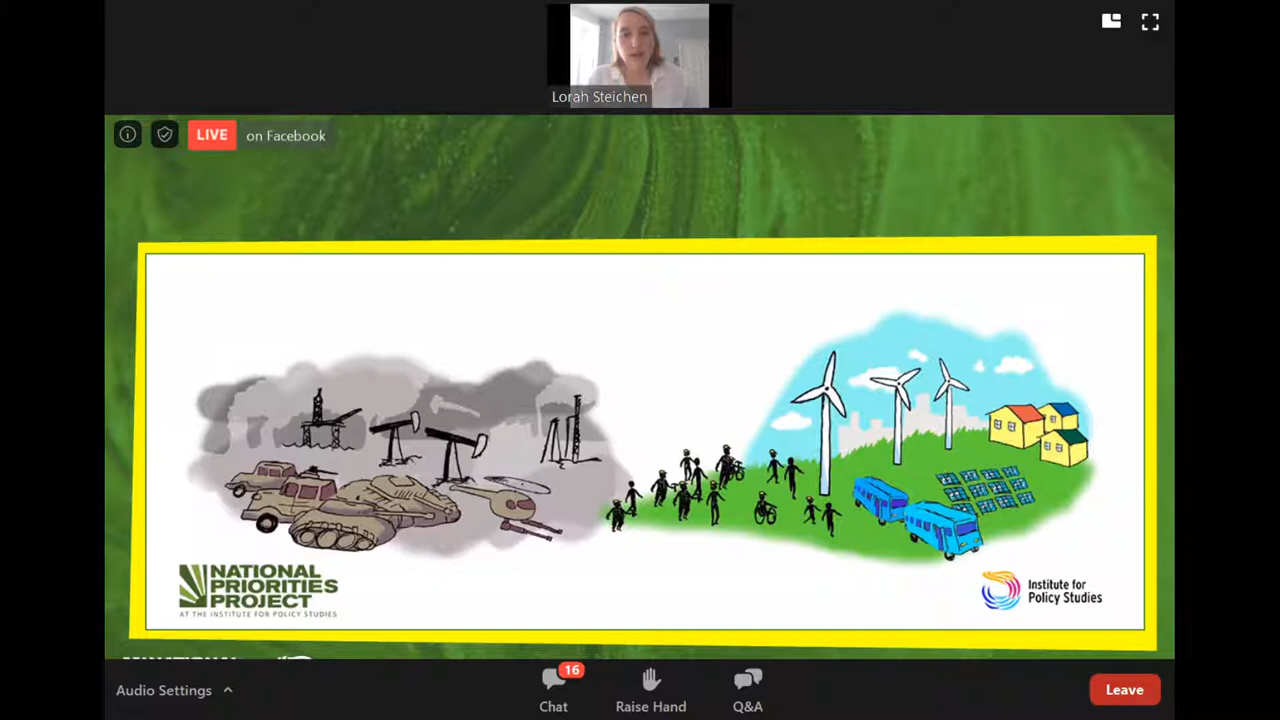 Lorah Steichen
LIVE on Facebook
NATIONAL
PRIORITIES
PROJECT
AT THE INSTITUTE FOR POLICY STUDIES
Institute for
Policy Studies
Audio Settings
16
Chat
Raise Hand
Q&A
Leave